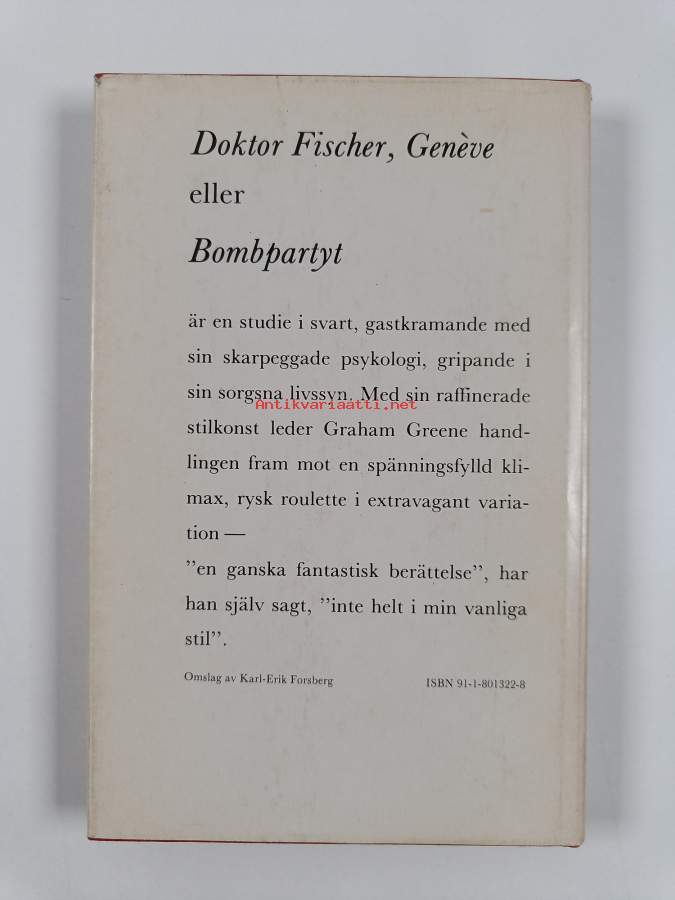 Doktor Fischer, Genève
eller
Bombpartyt
är en studie i svart, gastkramande med
sin skarpeggade psykologi, gripande i
sin sorgsna livssyn. Med sin raffinerade
Antikvariaatti.net
stilkonst leder Graham Greene hand-
lingen fram mot en spänningsfylld kli-
max, rysk roulette i extravagant varia-
tion —
”en ganska fantastisk berättelse”, har
han själv sagt, ”inte helt i min vanliga
stil”.
Omslag av Karl-Erik Forsberg
ISBN 91-1-801322-8